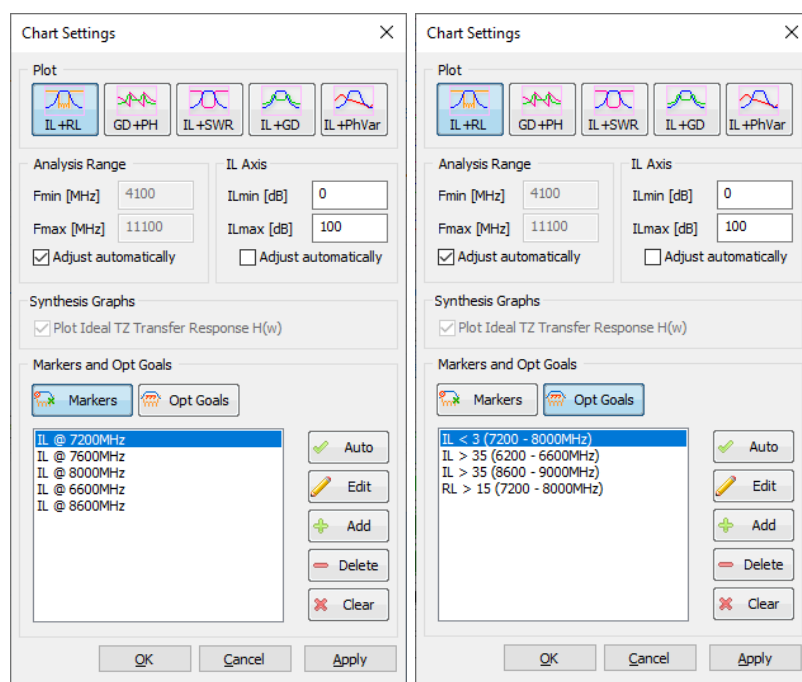 Chart Settings
Plot
IL+RL GD+PH IL+SWR IL+GD IL+PhVar
Analysis Range IL Axis
Fmin [MHz] 4100 ILmin [dB] 0
Fmax [MHz] 11100 ILmax [dB] 100
Adjust automatically Adjust automatically
Synthesis Graphs
Plot Ideal TZ Transfer Response H(w)
Markers and Opt Goals
Markers Opt Goals
IL @ 7200MHz
IL @ 7600MHz
IL @ 8000MHz
IL @ 6600MHz
IL @ 8600MHz
Auto
Edit
Add
Delete
Clear
OK Cancel Apply
Chart Settings
Plot
IL+RL GD+PH IL+SWR IL+GD IL+PhVar
Analysis Range IL Axis
Fmin [MHz] 4100 ILmin [dB] 0
Fmax [MHz] 11100 ILmax [dB] 100
Adjust automatically Adjust automatically
Synthesis Graphs
Plot Ideal TZ Transfer Response H(w)
Markers and Opt Goals
Markers Opt Goals
IL < 3 (7200 - 8000MHz)
IL > 35 (6200 - 6600MHz)
IL > 35 (8600 - 9000MHz)
RL > 15 (7200 - 8000MHz)
Auto
Edit
Add
Delete
Clear
OK Cancel Apply